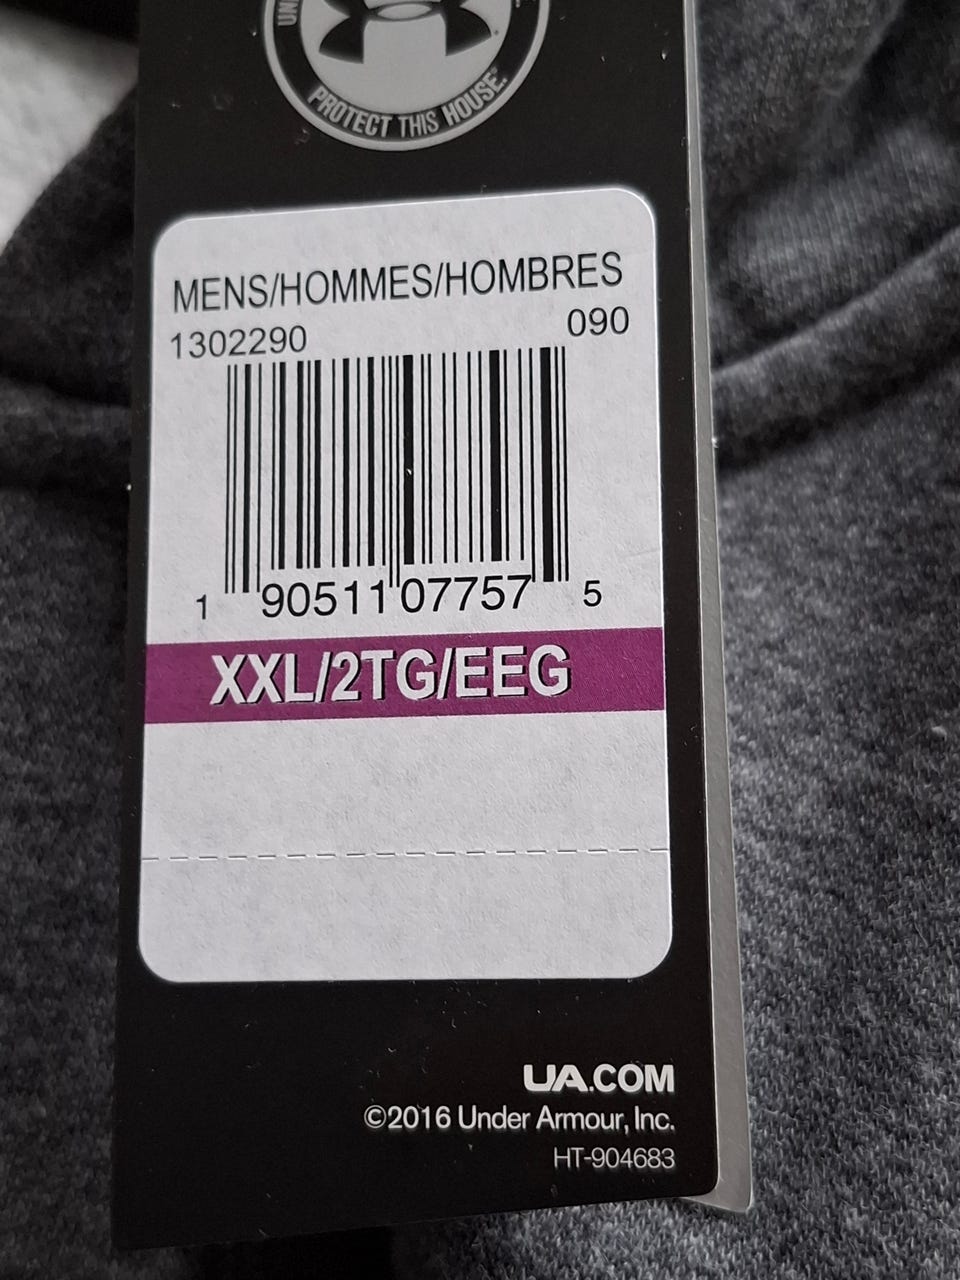 PROTECT THIS HOUSE.
MENS/HOMMES/HOMBRES
1302290 090
1 90511 07757 5
XXL/2TG/EEG
UA.COM
©2016 Under Armour, Inc.
HT-904683